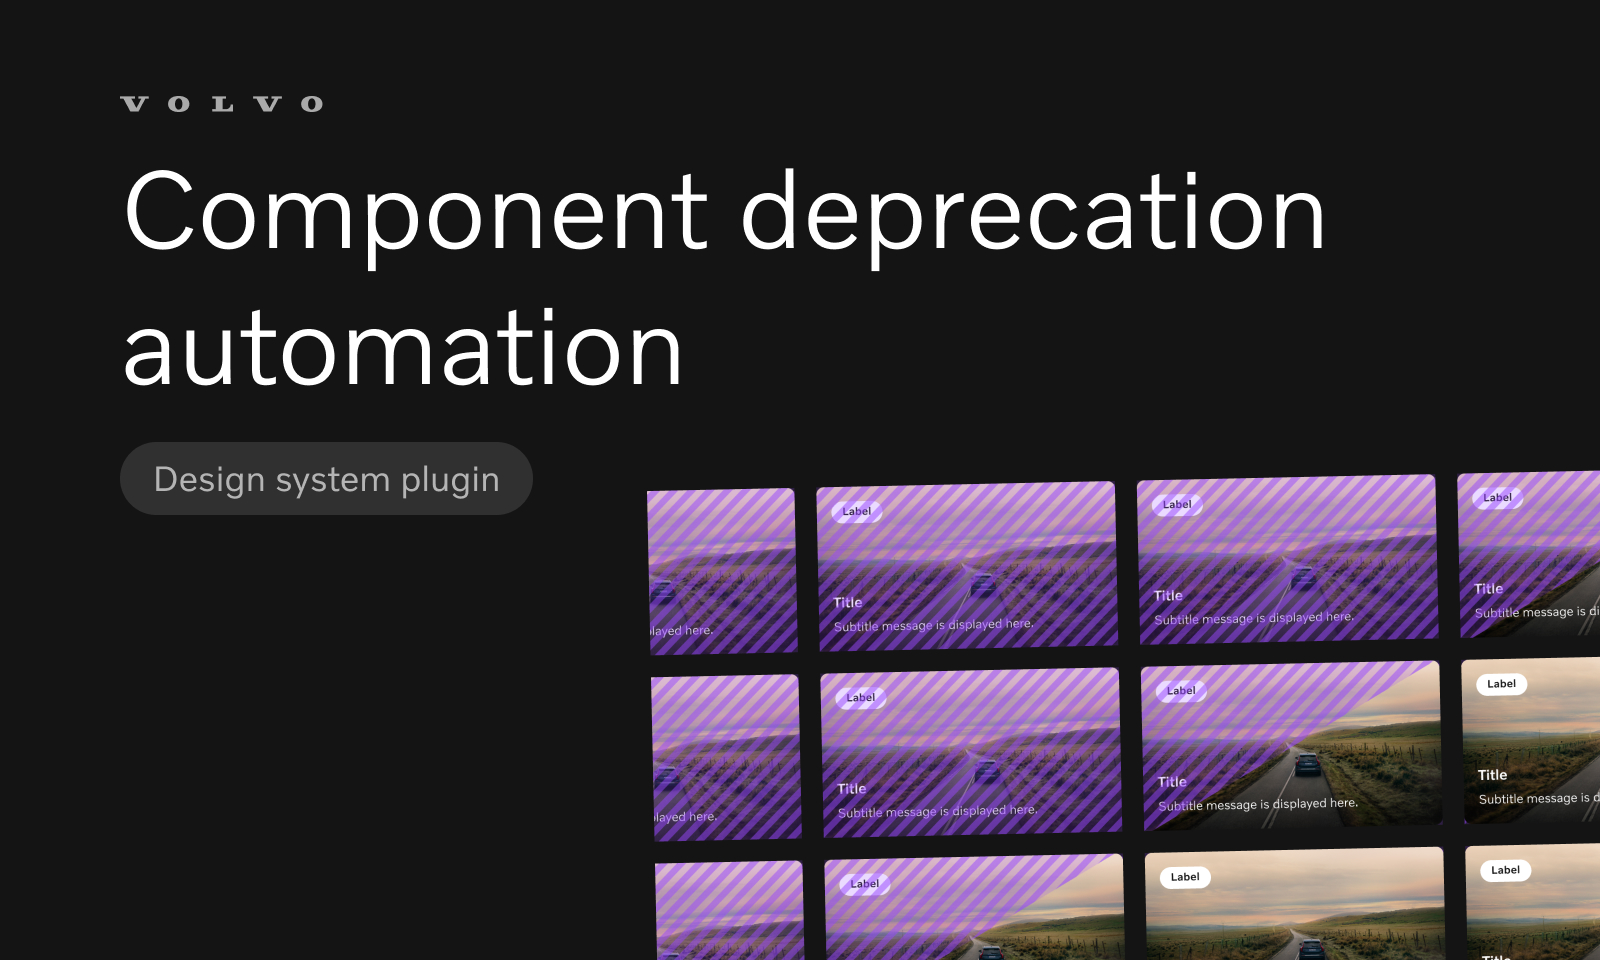 VOLVO
Component deprecation
automation
Design system plugin
Label
Label
Label
Title
Title
Title
layed here.
Subtitle message is displayed here.
Subtitle message is displayed here.
Subtitle message is di
Label
Label
Label
Title
Title
Title
layed here.
Subtitle message is displayed here.
Subtitle message is displayed here.
Subtitle message is d
Label
Label
Label
Title